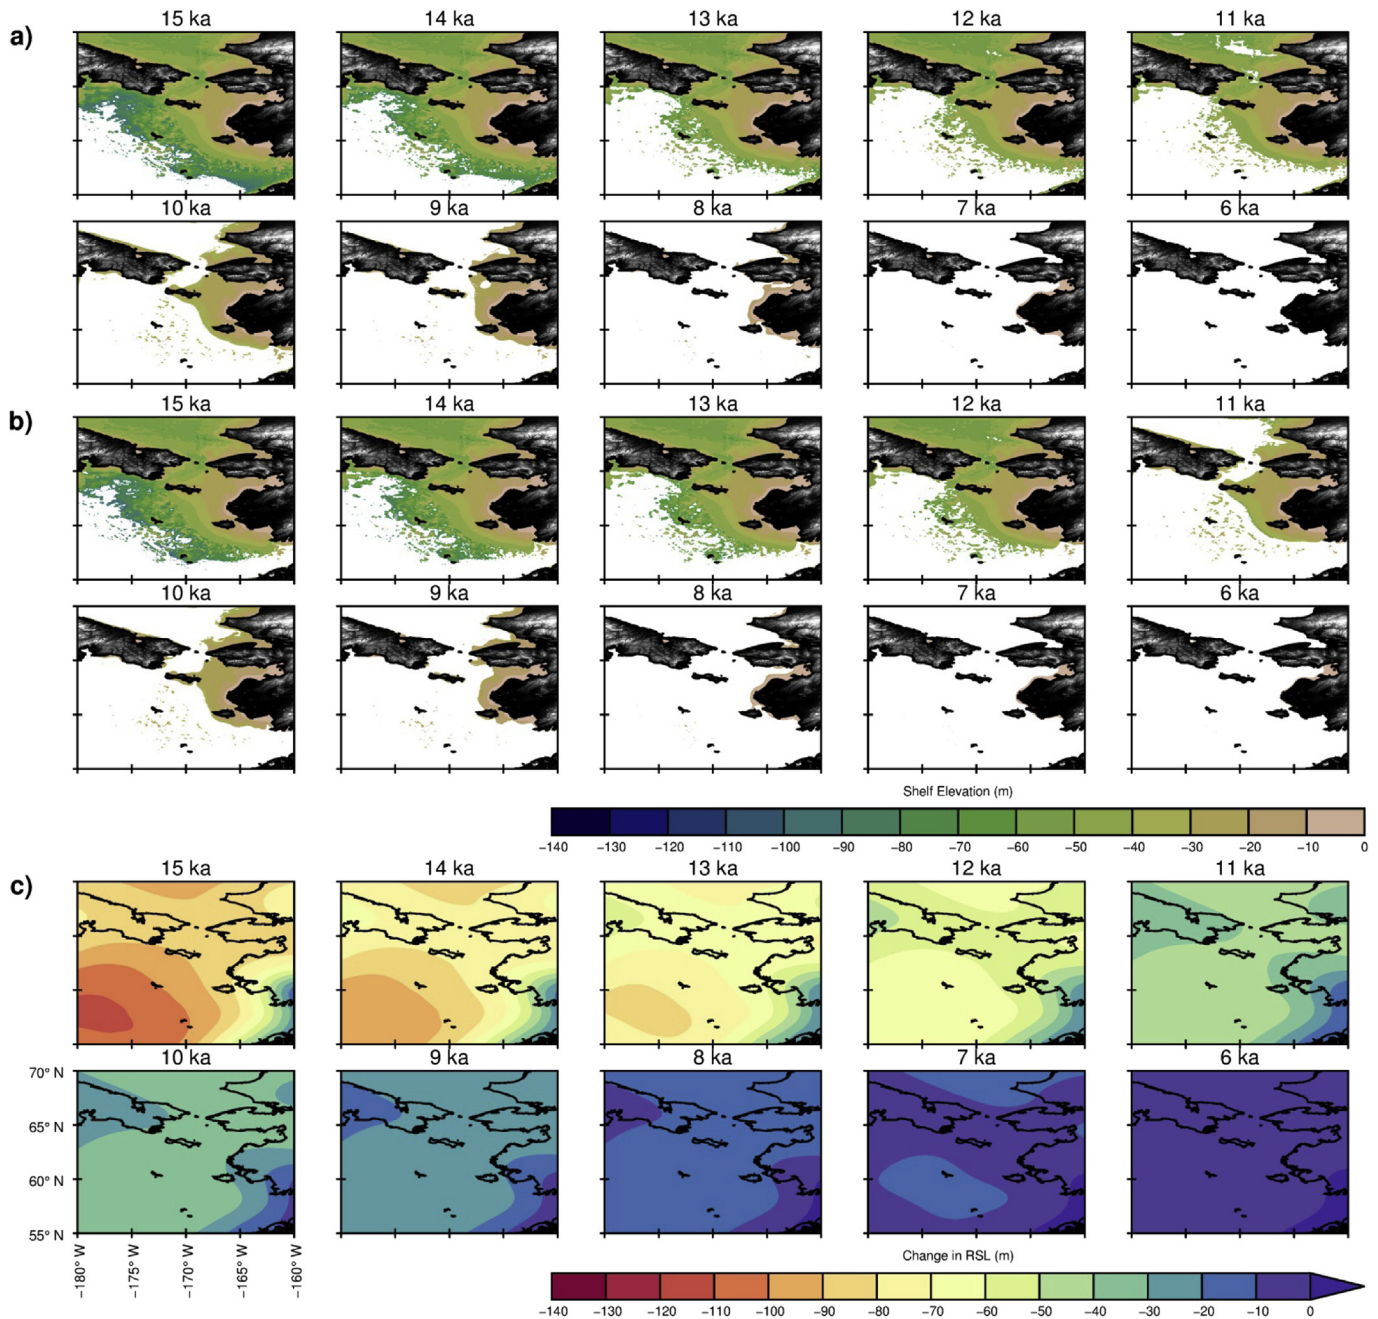 a)
15 ka 14 ka 13 ka 12 ka 11 ka
10 ka 9 ka 8 ka 7 ka 6 ka
b)
15 ka 14 ka 13 ka 12 ka 11 ka
10 ka 9 ka 8 ka 7 ka 6 ka
Shelf Elevation (m)
−140 −130 −120 −110 −100 −90 −80 −70 −60 −50 −40 −30 −20 −10 0
c)
15 ka 14 ka 13 ka 12 ka 11 ka
10 ka 9 ka 8 ka 7 ka 6 ka
70° N
65° N
60° N
55° N
−180° W −175° W −170° W −165° W −160° W
Change in RSL (m)
−140 −130 −120 −110 −100 −90 −80 −70 −60 −50 −40 −30 −20 −10 0